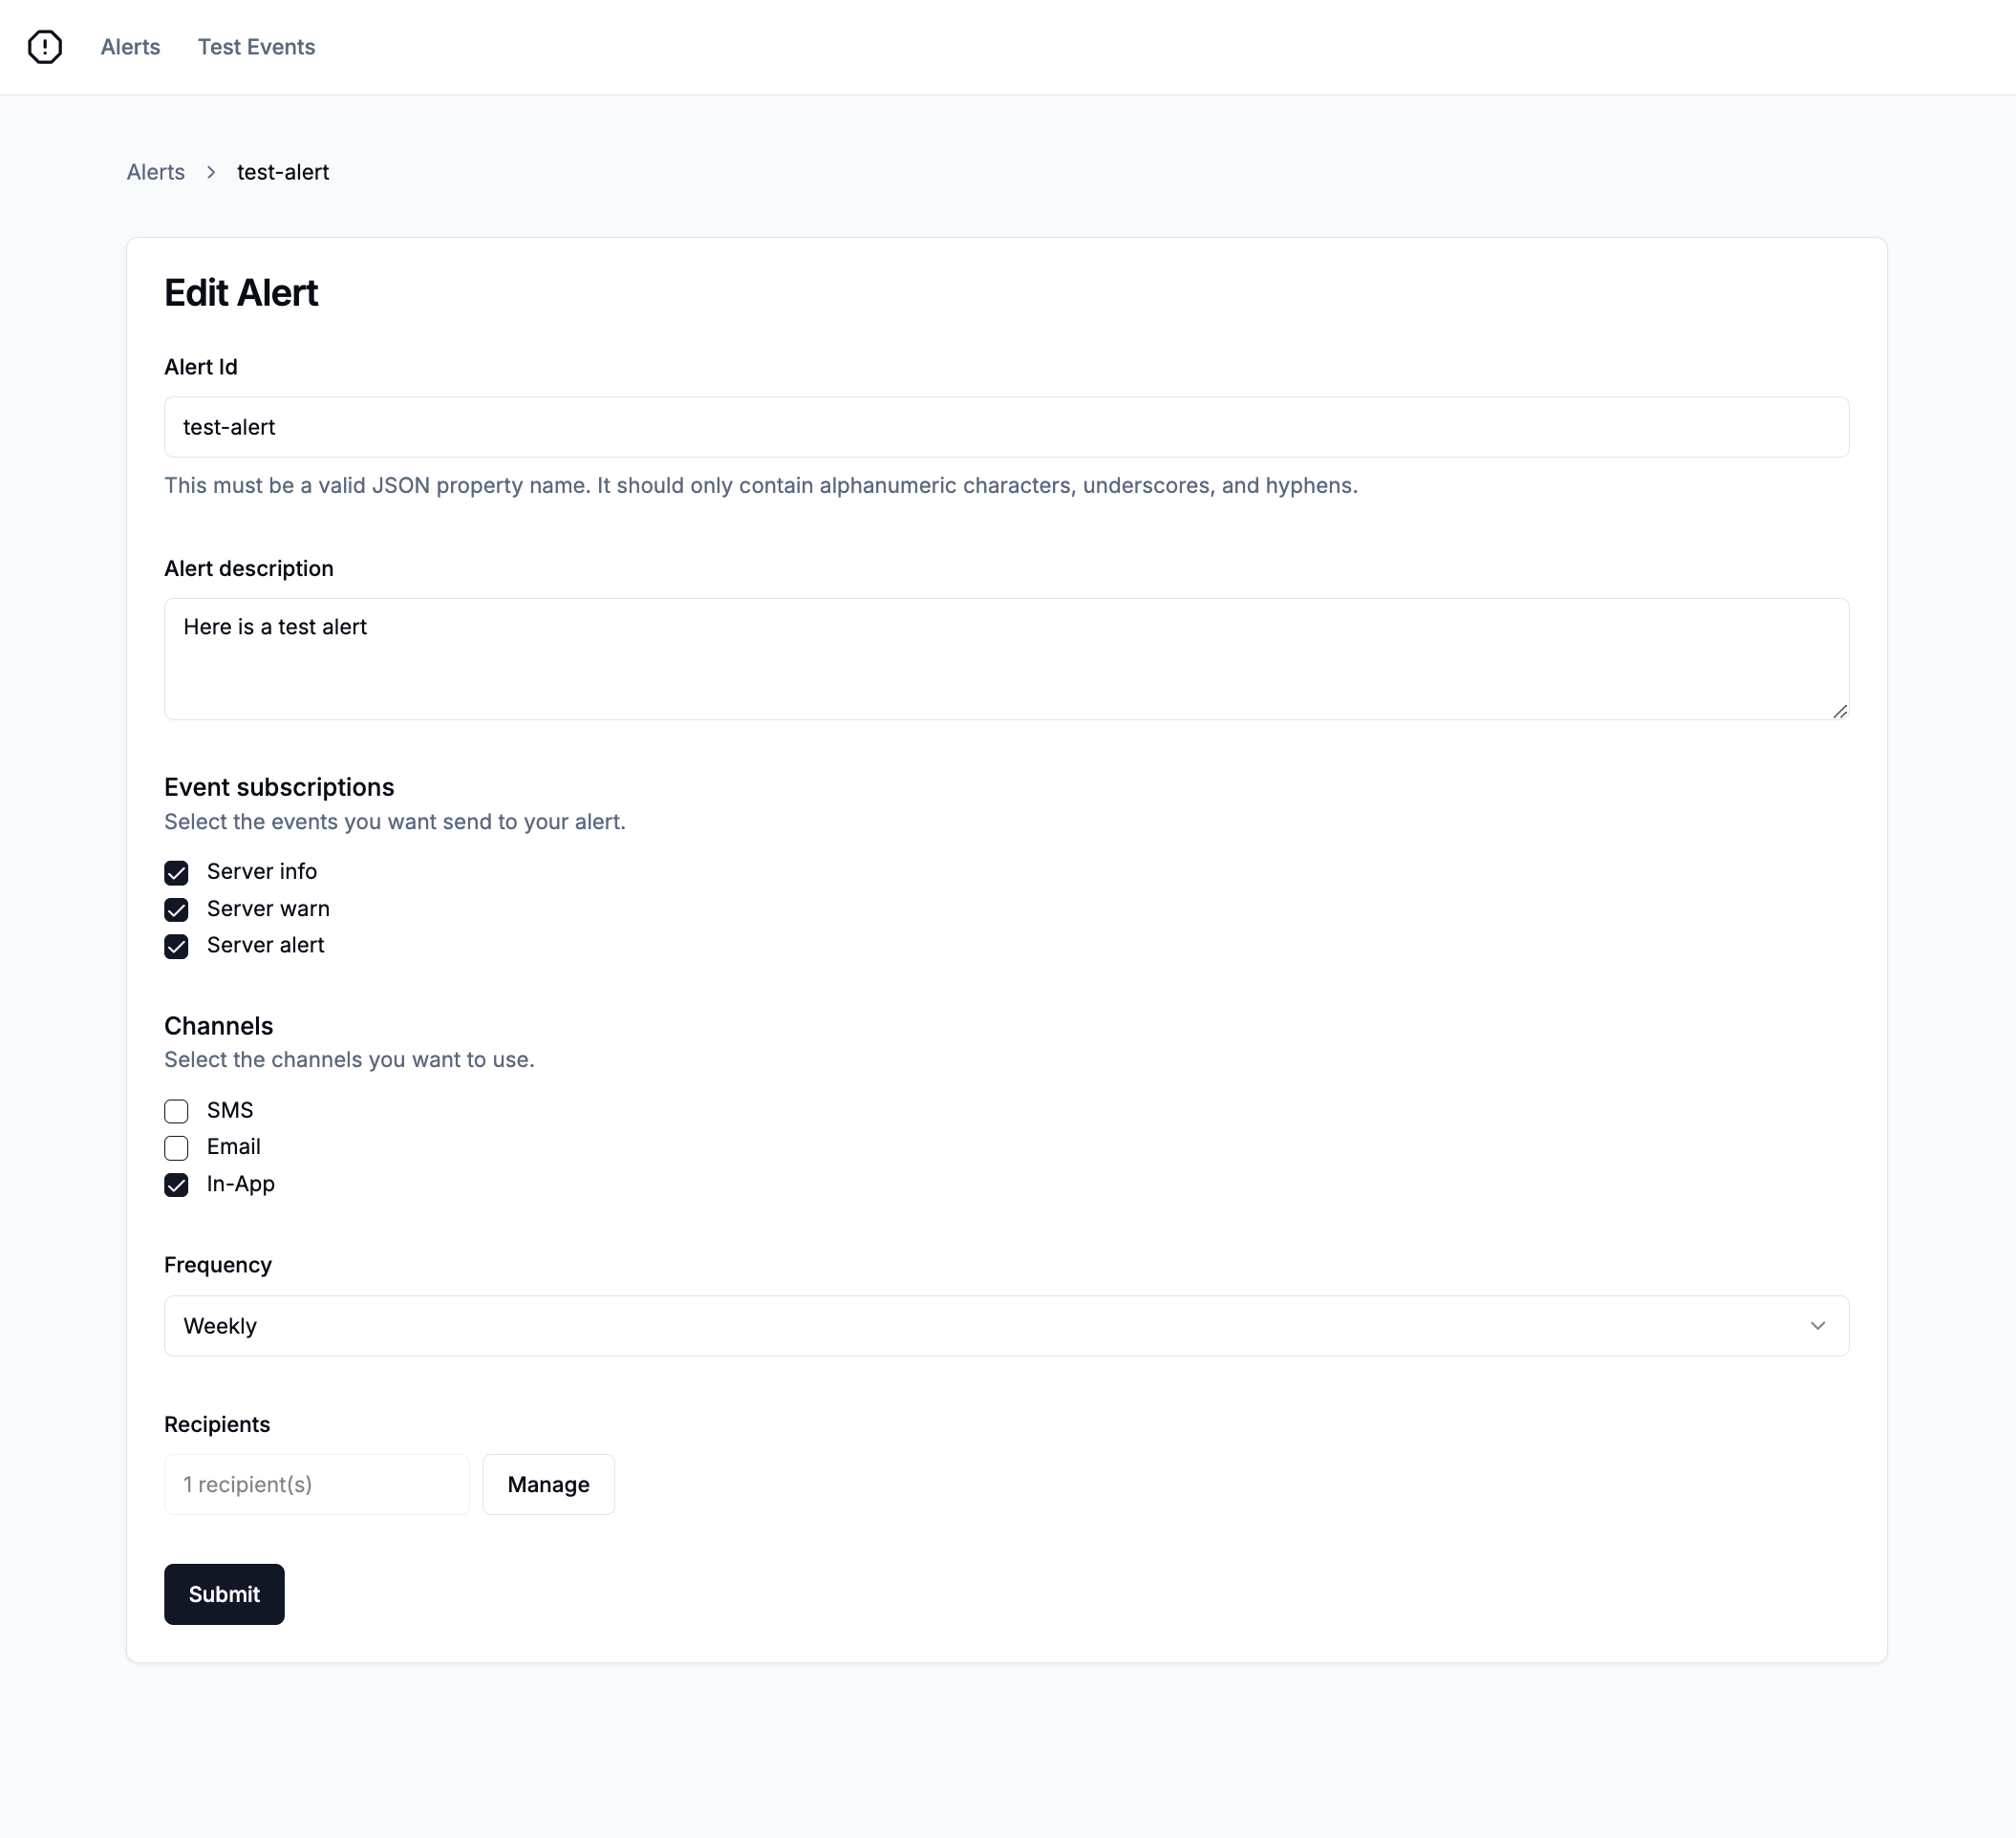 Alerts
Test Events
Alerts
test-alert
Edit Alert
Alert Id
test-alert
This must be a valid JSON property name. It should only contain alphanumeric characters, underscores, and hyphens.
Alert description
Here is a test alert
Event subscriptions
Select the events you want send to your alert.
Server info
Server warn
Server alert
Channels
Select the channels you want to use.
SMS
Email
In-App
Frequency
Weekly
Recipients
1 recipient(s)
Manage
Submit